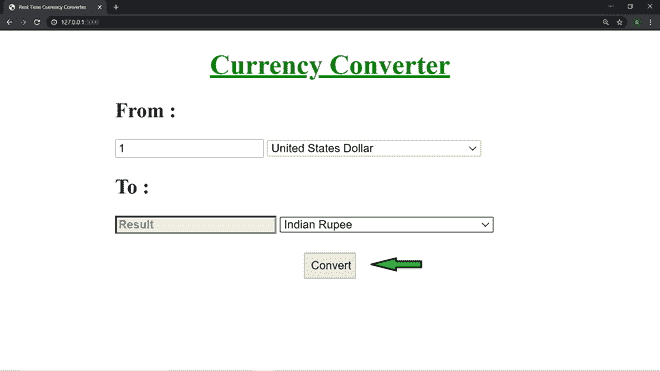 Real Time Currency Converter
127.0.0.1:5000
Currency Converter
From :
1 United States Dollar
To :
Result Indian Rupee
Convert